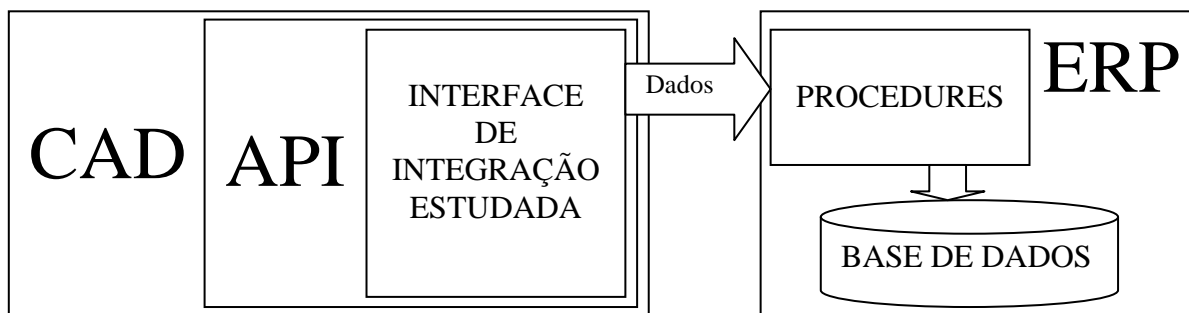 CAD
API
INTERFACE
DE
INTEGRAÇÃO
ESTUDADA
Dados
PROCEDURES
ERP
BASE DE DADOS